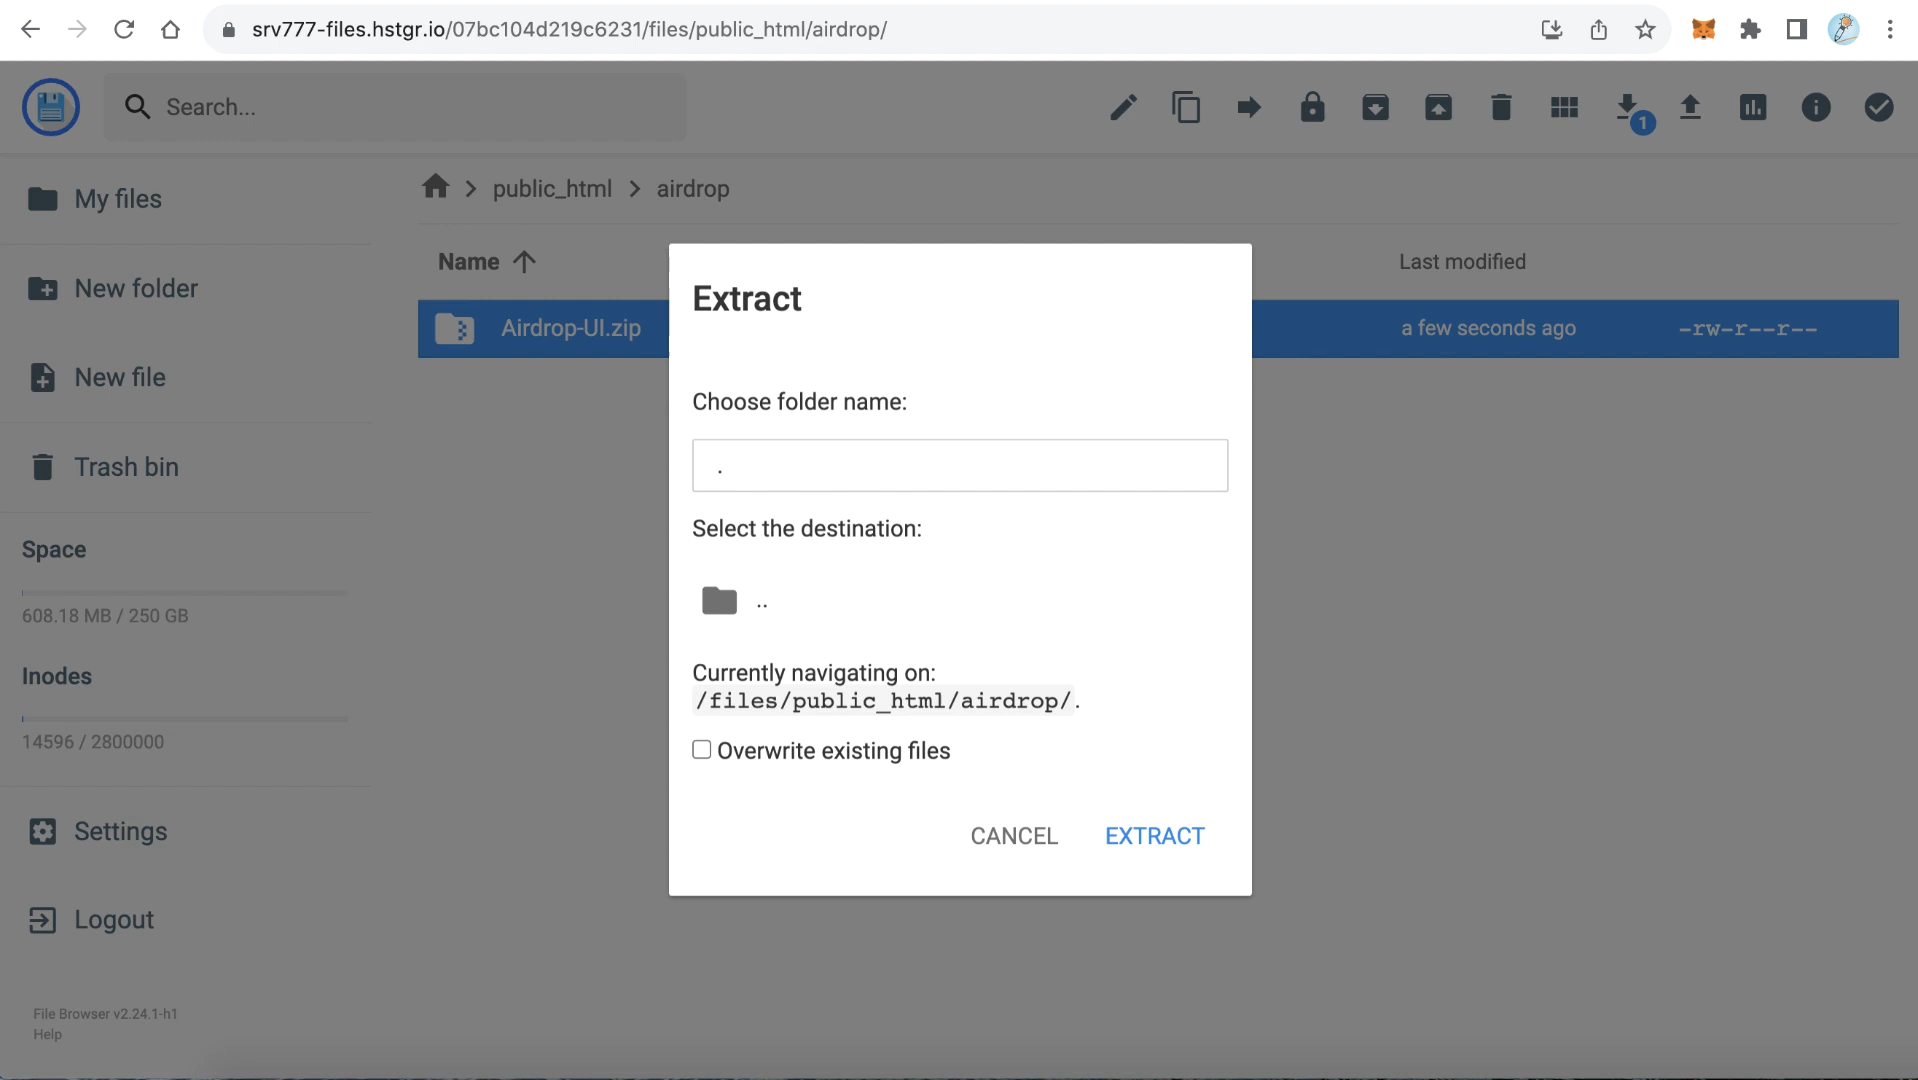 srv777-files.hstgr.io/07bc104d219c6231/files/public_html/airdrop/
Search...
1
My files
New folder
New file
Trash bin
Space
608.18 MB / 250 GB
Inodes
14596 / 2800000
Settings
Logout
File Browser v2.24.1-h1
Help
public_html
airdrop
Name
Last modified
Airdrop-UI.zip
a few seconds ago
-rw-r--r--
Extract
Choose folder name:
.
Select the destination:
..
Currently navigating on:
/files/public_html/airdrop/.
Overwrite existing files
CANCEL
EXTRACT